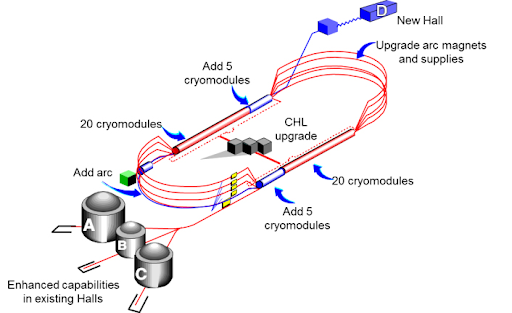 D
New Hall
Upgrade arc magnets
and supplies
Add 5
cryomodules
20 cryomodules
CHL
upgrade
Add arc
20 cryomodules
Add 5
cryomodules
A
B
C
Enhanced capabilities
in existing Halls